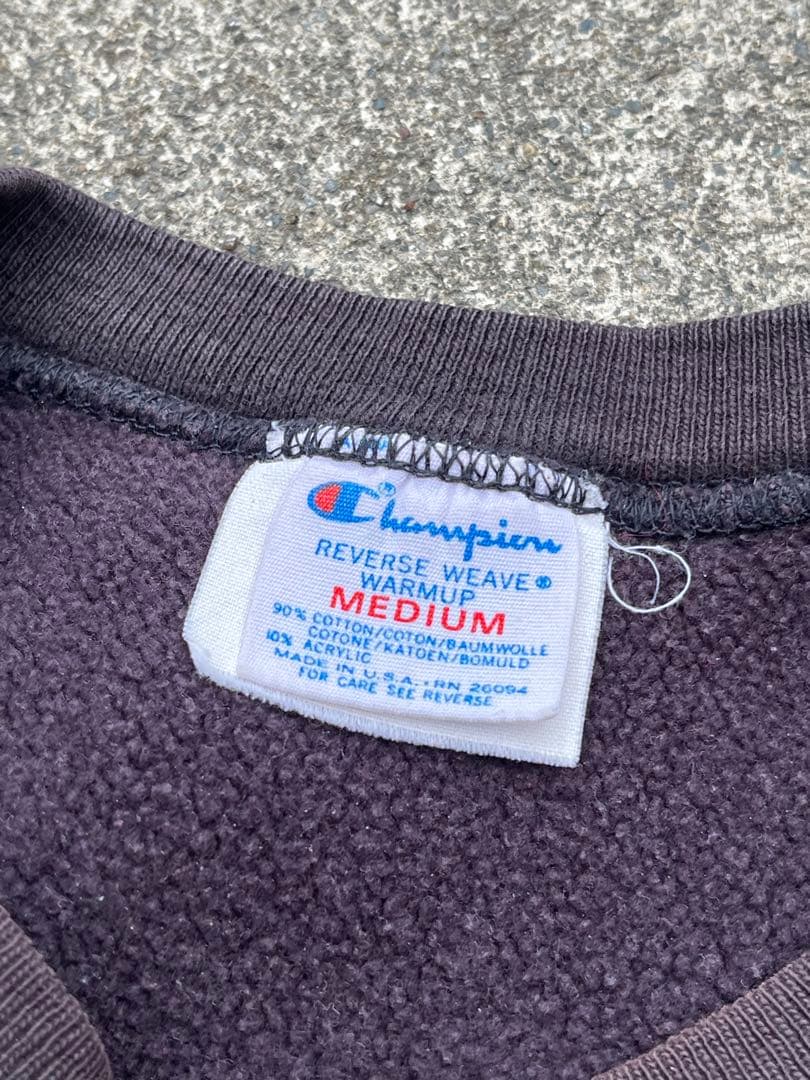 Champion®
REVERSE WEAVE®
WARMUP
MEDIUM
90% COTTON/COTON/BAUMWOLLE
COTONE/KATOEN/BOMULD
10% ACRYLIC
MADE IN U.S.A. · RN 26094
FOR CARE SEE REVERSE